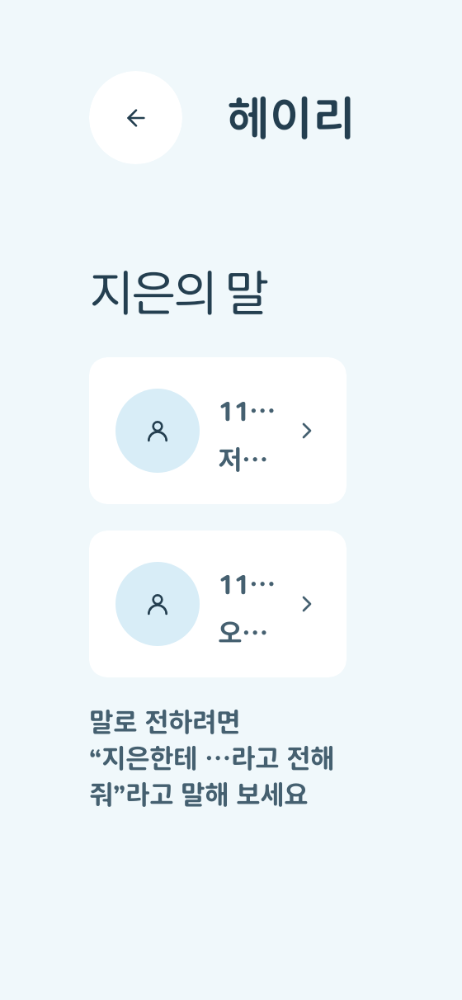 헤이리
지은의 말
11…
저…
11…
오…
말로 전하려면
“지은한테 …라고 전해
줘”라고 말해 보세요